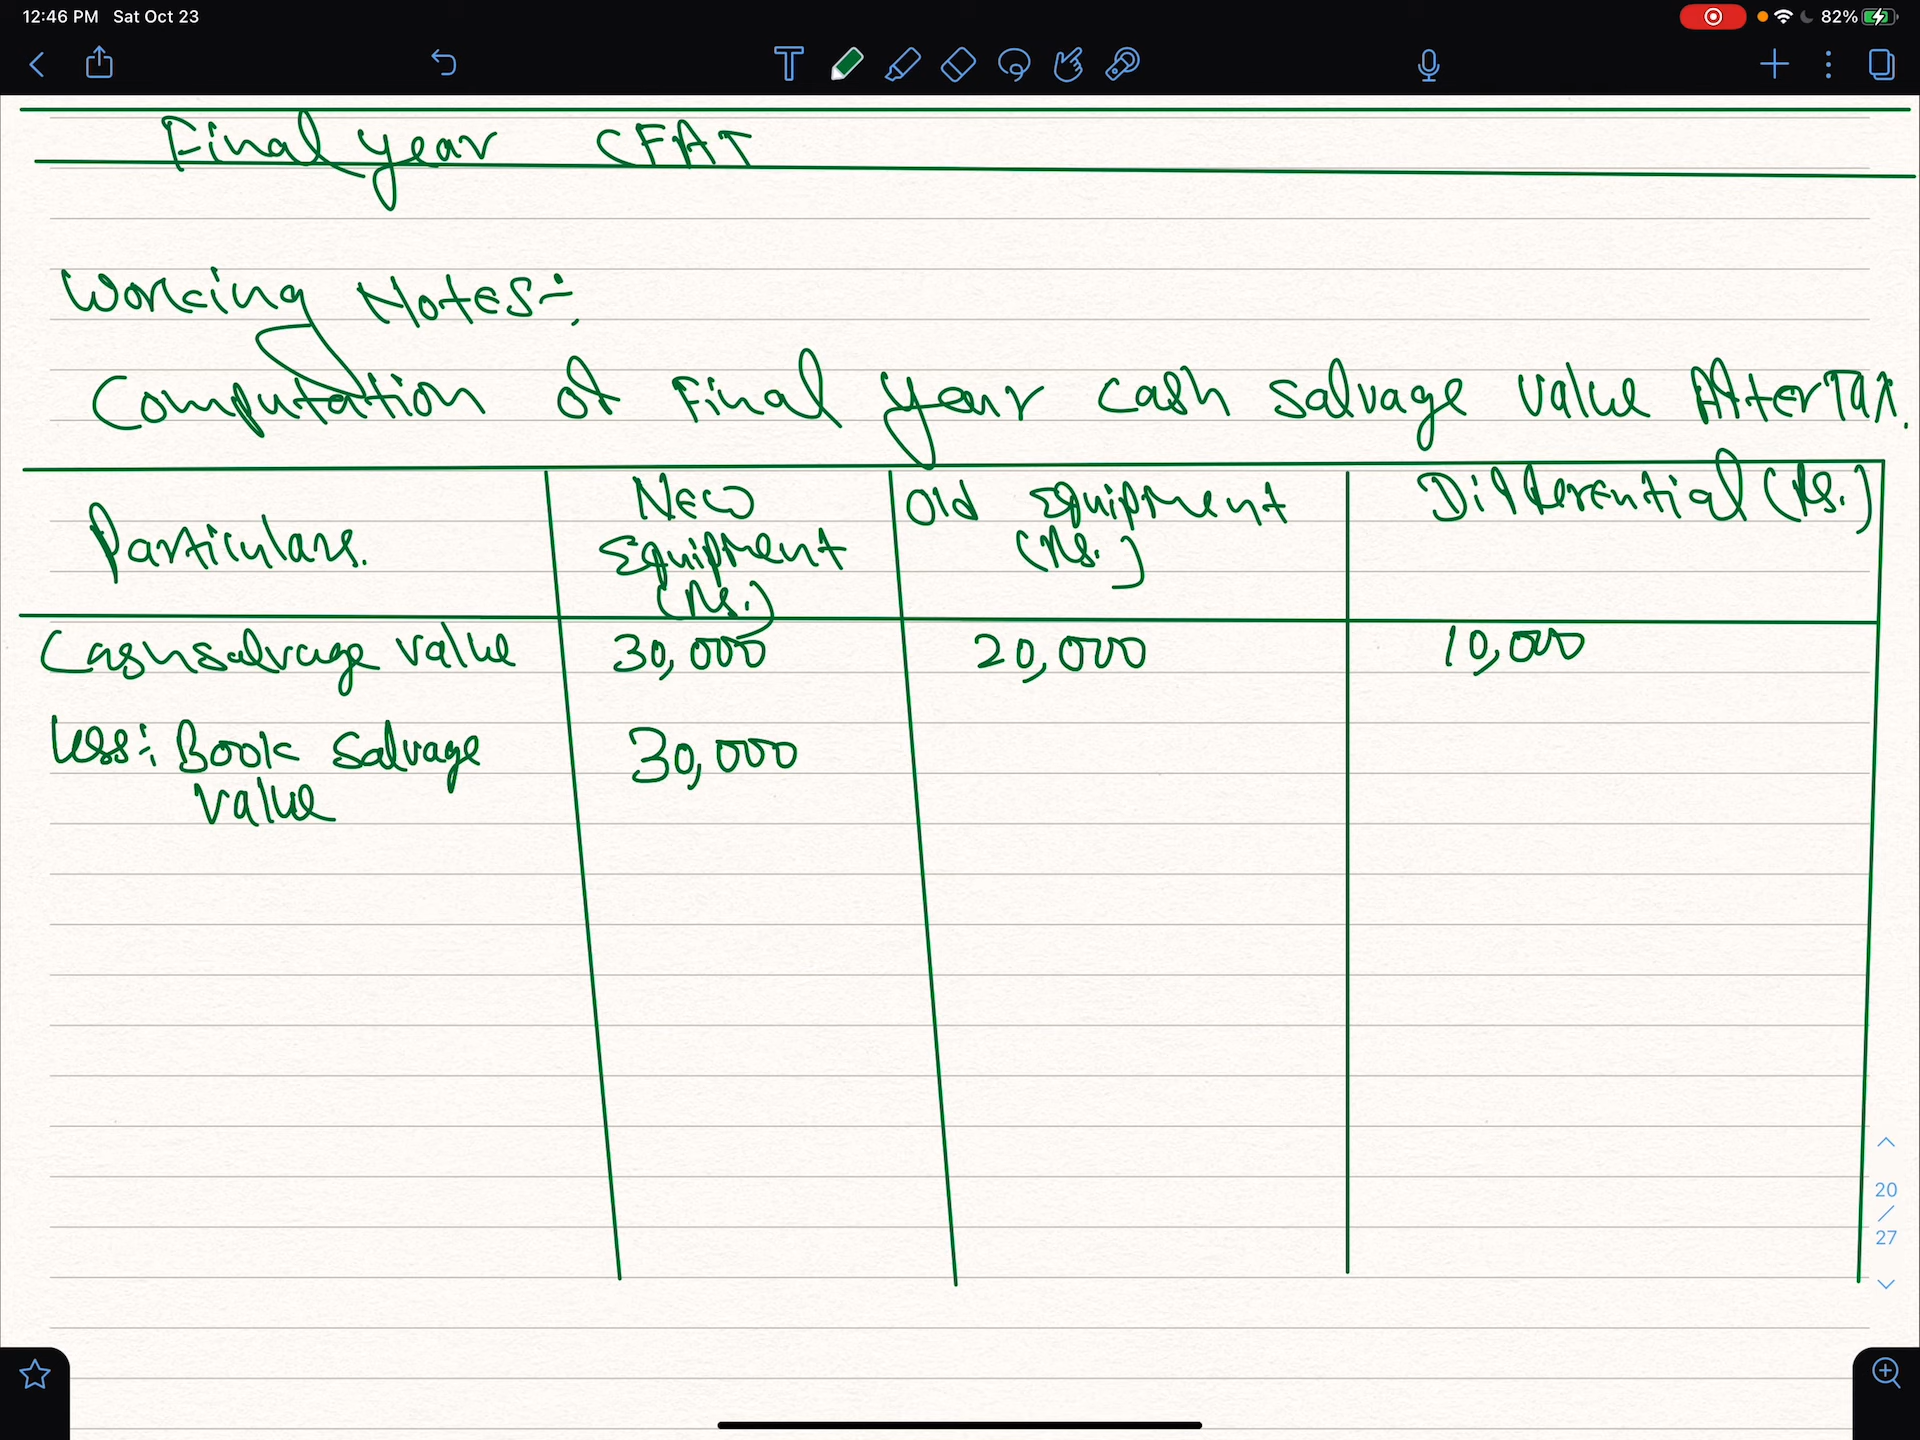 12:46 PM Sat Oct 23
82%
Final year CFAT
Working Notes:-
Computation of Final year cash salvage value AfterTax.
Particulars. New Equipment (Rs.) Old Equipment (Rs.) Differential (Rs.)
Cash salvage value 30,000 20,000 10,000
Less:- Book Salvage value 30,000
20
/
27